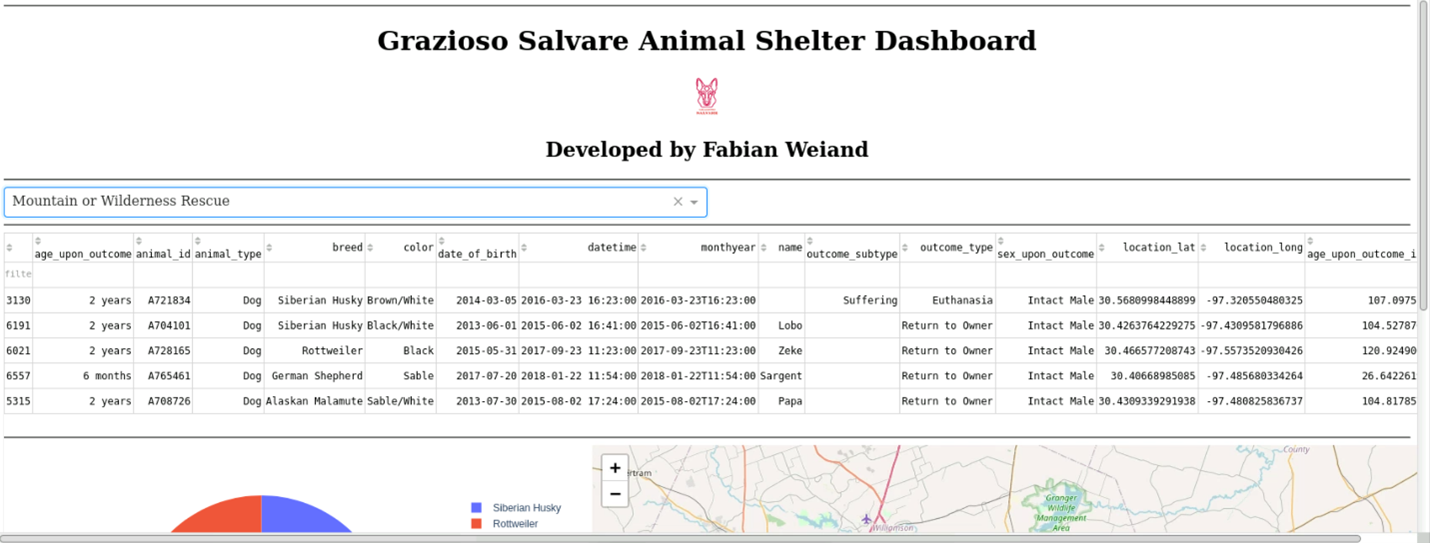 Grazioso Salvare Animal Shelter Dashboard
Developed by Fabian Weiand
Mountain or Wilderness Rescue
age_upon_outcome animal_id animal_type breed color date_of_birth datetime monthyear name outcome_subtype outcome_type sex_upon_outcome location_lat location_long age_upon_outcome_i
filte
3130 2 years A721834 Dog Siberian Husky Brown/White 2014-03-05 2016-03-23 16:23:00 2016-03-23T16:23:00 Suffering Euthanasia Intact Male 30.5680998448899 -97.320550480325 107.0975
6191 2 years A704101 Dog Siberian Husky Black/White 2013-06-01 2015-06-02 16:41:00 2015-06-02T16:41:00 Lobo Return to Owner Intact Male 30.4263764229275 -97.4309581796886 104.52787
6021 2 years A728165 Dog Rottweiler Black 2015-05-31 2017-09-23 11:23:00 2017-09-23T11:23:00 Zeke Return to Owner Intact Male 30.466577208743 -97.5573520930426 120.92490
6557 6 months A765461 Dog German Shepherd Sable 2017-07-20 2018-01-22 11:54:00 2018-01-22T11:54:00 Sargent Return to Owner Intact Male 30.40668985085 -97.485680334264 26.642261
5315 2 years A708726 Dog Alaskan Malamute Sable/White 2013-07-30 2015-08-02 17:24:00 2015-08-02T17:24:00 Papa Return to Owner Intact Male 30.4309339291938 -97.480825836737 104.81785
+
−
rtram
County
Siberian Husky
Rottweiler
Granger
Wildlife
Management
Area
Williamson